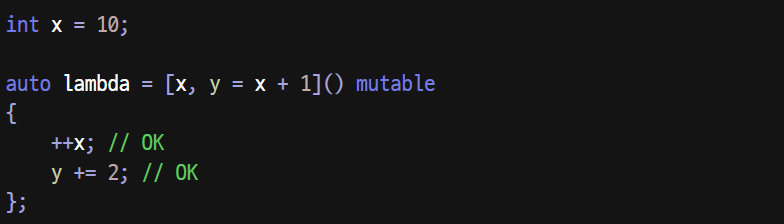 int x = 10;
auto lambda = [x, y = x + 1]() mutable
{
++x; // OK
y += 2; // OK
};